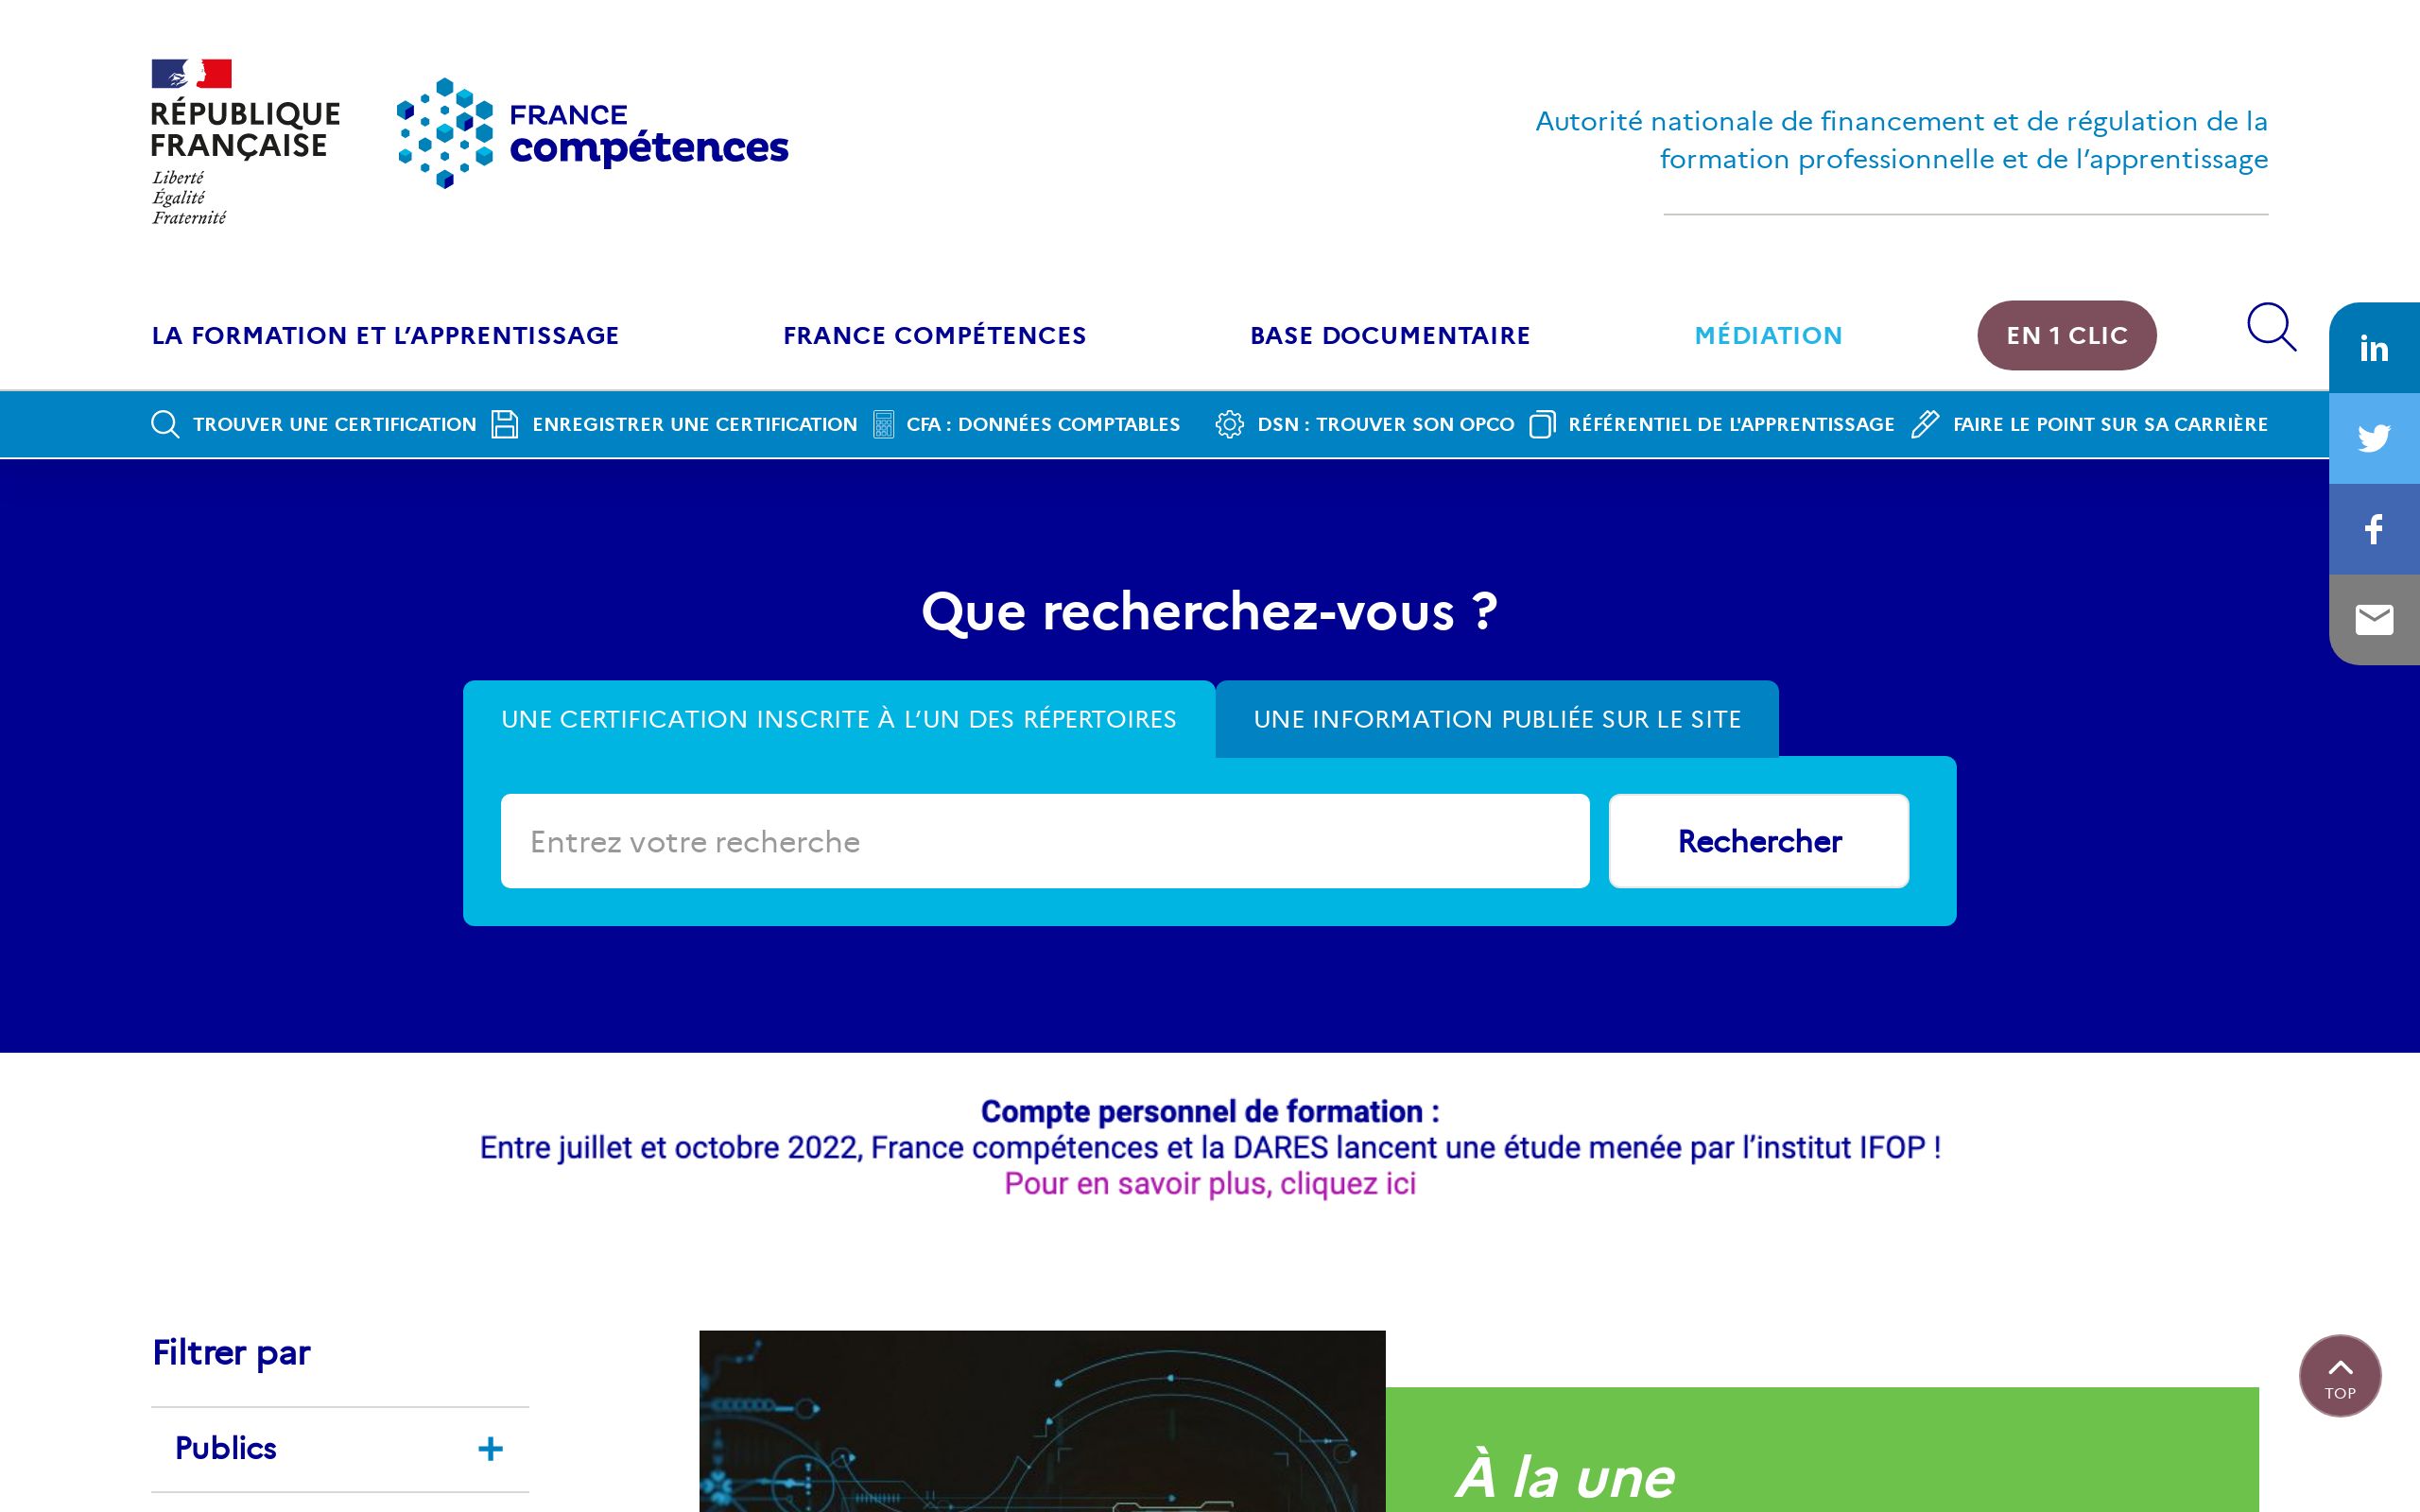 RÉPUBLIQUE
FRANÇAISE
Liberté
Égalité
Fraternité
FRANCE
compétences
Autorité nationale de financement et de régulation de la
formation professionnelle et de l’apprentissage
LA FORMATION ET L’APPRENTISSAGE
FRANCE COMPÉTENCES
BASE DOCUMENTAIRE
MÉDIATION
EN 1 CLIC
in
TROUVER UNE CERTIFICATION
ENREGISTRER UNE CERTIFICATION
CFA : DONNÉES COMPTABLES
DSN : TROUVER SON OPCO
RÉFÉRENTIEL DE L'APPRENTISSAGE
FAIRE LE POINT SUR SA CARRIÈRE
f
Que recherchez-vous ?
UNE CERTIFICATION INSCRITE À L’UN DES RÉPERTOIRES
UNE INFORMATION PUBLIÉE SUR LE SITE
Entrez votre recherche
Rechercher
Compte personnel de formation :
Entre juillet et octobre 2022, France compétences et la DARES lancent une étude menée par l’institut IFOP !
Pour en savoir plus, cliquez ici
Filtrer par
Publics
+
À la une
TOP